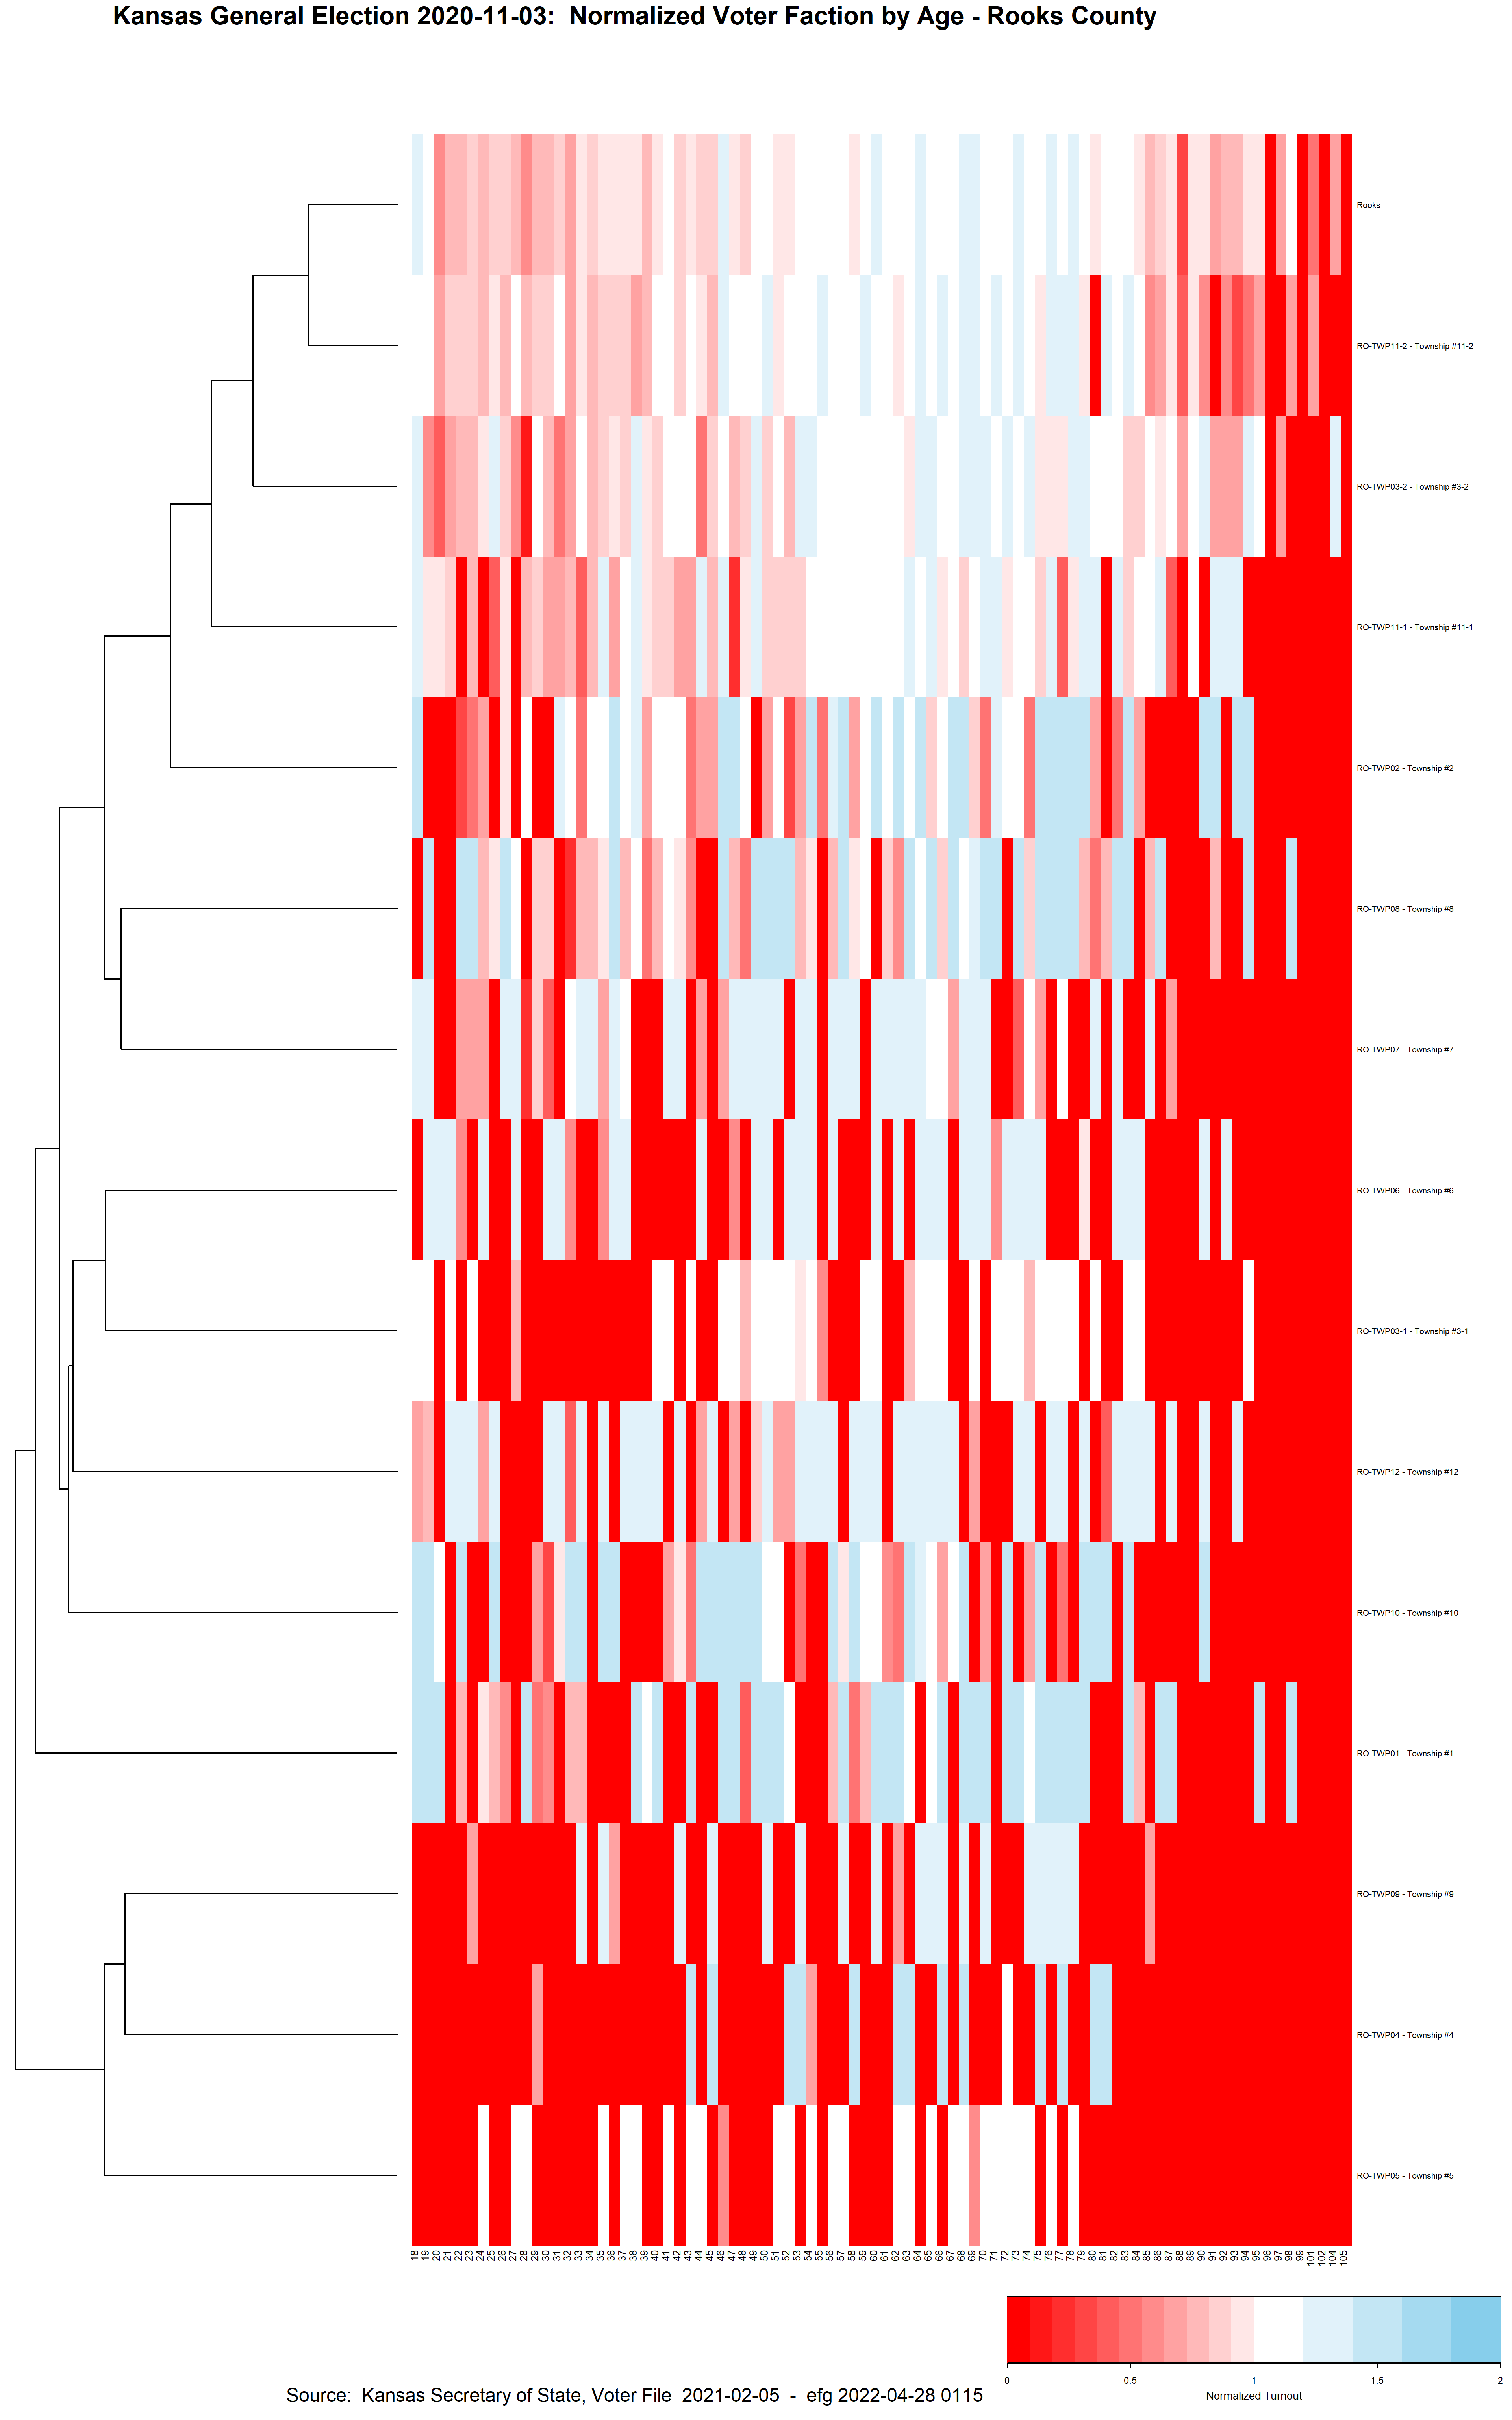 Kansas General Election 2020-11-03:  Normalized Voter Faction by Age - Rooks County
Rooks
RO-TWP11-2 - Township #11-2
RO-TWP03-2 - Township #3-2
RO-TWP11-1 - Township #11-1
RO-TWP02 - Township #2
RO-TWP08 - Township #8
RO-TWP07 - Township #7
RO-TWP06 - Township #6
RO-TWP03-1 - Township #3-1
RO-TWP12 - Township #12
RO-TWP10 - Township #10
RO-TWP01 - Township #1
RO-TWP09 - Township #9
RO-TWP04 - Township #4
RO-TWP05 - Township #5
18 19 20 21 22 23 24 25 26 27 28 29 30 31 32 33 34 35 36 37 38 39 40 41 42 43 44 45 46 47 48 49 50 51 52 53 54 55 56 57 58 59 60 61 62 63 64 65 66 67 68 69 70 71 72 73 74 75 76 77 78 79 80 81 82 83 84 85 86 87 88 89 90 91 92 93 94 95 96 97 98 99 101 102 104 105
0 0.5 1 1.5 2
Normalized Turnout
Source:  Kansas Secretary of State, Voter File  2021-02-05  -  efg 2022-04-28 0115